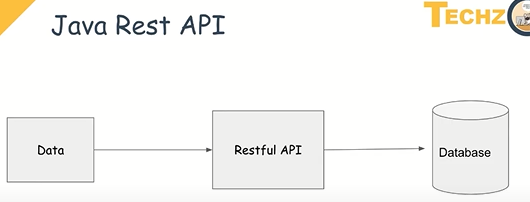 Java Rest API
TECHZ
Data
Restful API
Database